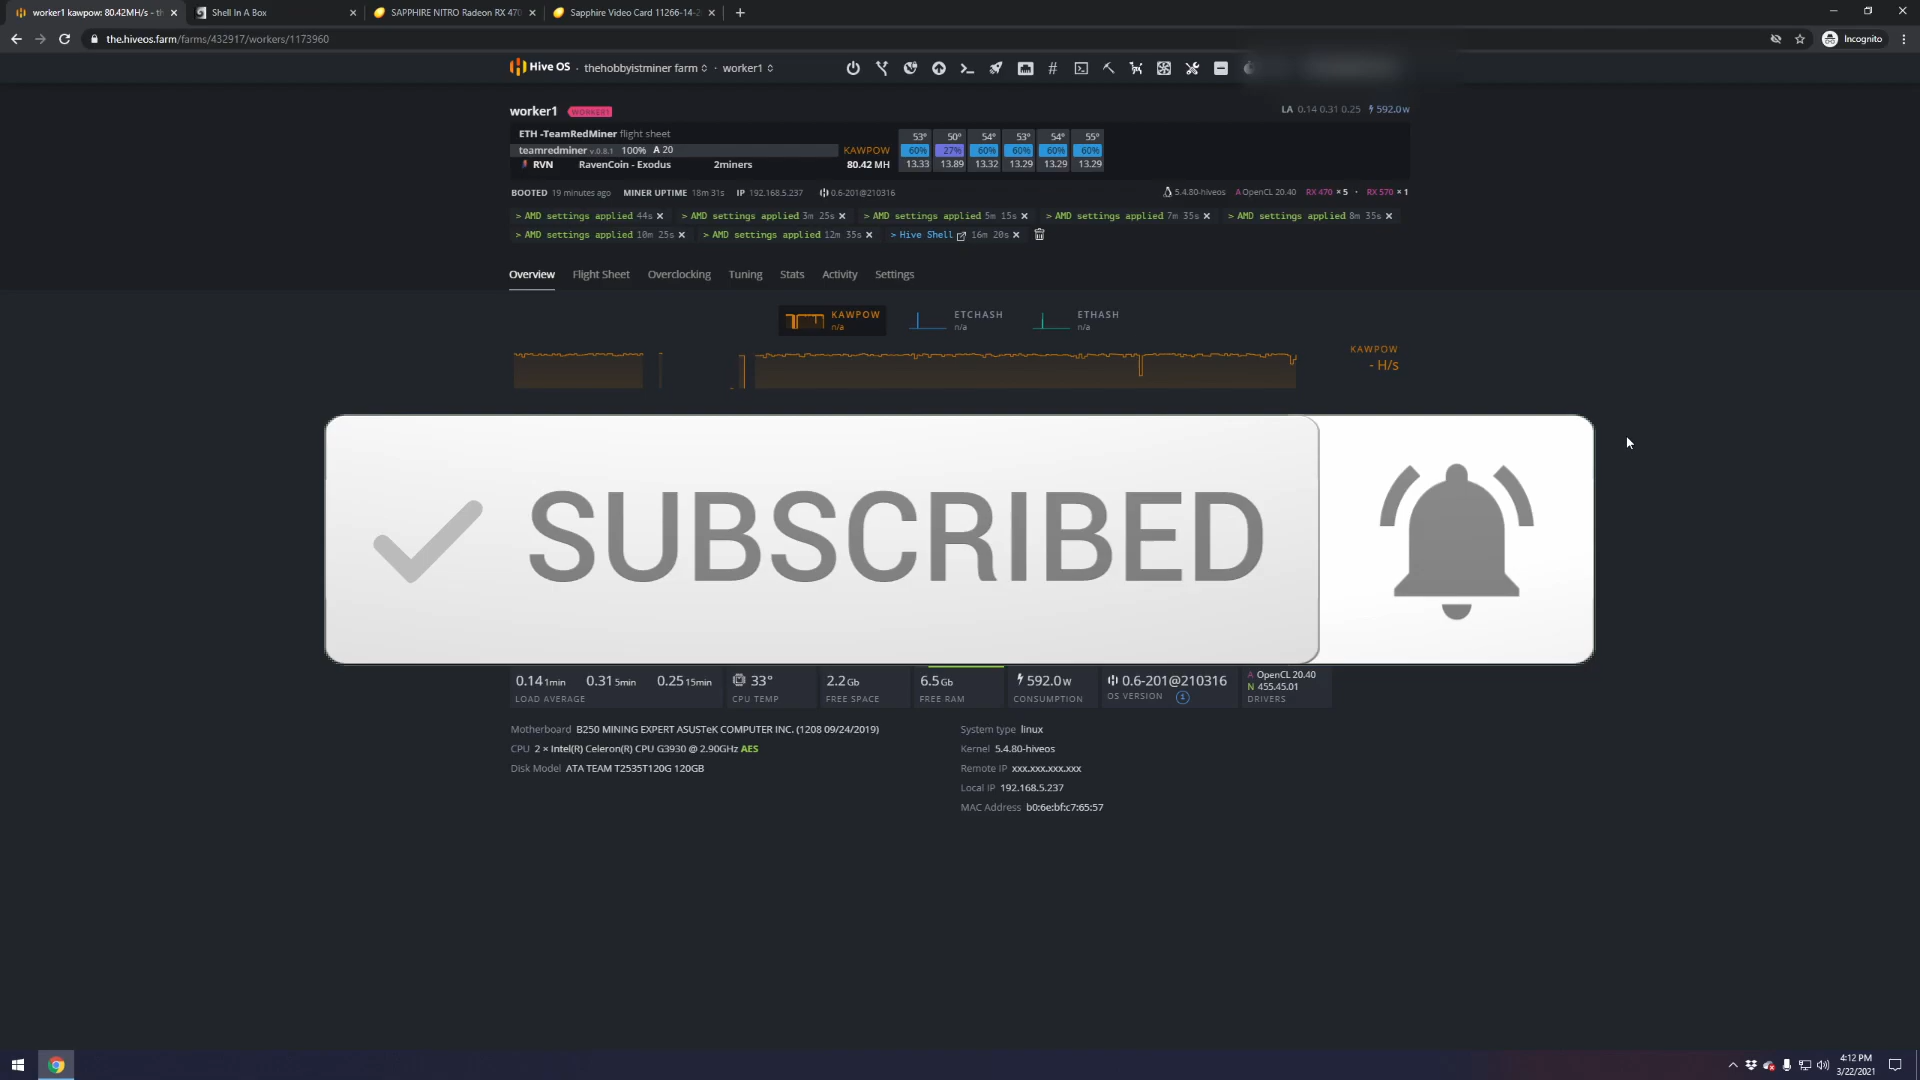 worker1 kawpow: 80.42MH/s - th
Shell In A Box
SAPPHIRE NITRO Radeon RX 470
Sapphire Video Card 11266-14-2
the.hiveos.farm/farms/432917/workers/1173960
Incognito
Hive OS · thehobbyistminer farm · worker1
worker1 WORKER1
LA 0.14 0.31 0.25 592.0w
ETH -TeamRedMiner flight sheet
53° 50° 54° 53° 54° 55°
teamredminer v.0.8.1 100% A 20 KAWPOW 60% 27% 60% 60% 60% 60%
RVN RavenCoin - Exodus 2miners 80.42 MH 13.33 13.89 13.32 13.29 13.29 13.29
BOOTED 19 minutes ago MINER UPTIME 18m 31s IP 192.168.5.237 0.6-201@210316
5.4.80-hiveos A OpenCL 20.40 RX 470 × 5 · RX 570 × 1
> AMD settings applied 44s > AMD settings applied 3m 25s > AMD settings applied 5m 15s > AMD settings applied 7m 35s > AMD settings applied 8m 35s
> AMD settings applied 10m 25s > AMD settings applied 12m 35s > Hive Shell 16m 20s
Overview Flight Sheet Overclocking Tuning Stats Activity Settings
KAWPOW ETCHASH ETHASH
n/a n/a n/a
KAWPOW
- H/s
SUBSCRIBED
0.14 1min 0.31 5min 0.25 15min
LOAD AVERAGE
33°
CPU TEMP
2.2 Gb
FREE SPACE
6.5 Gb
FREE RAM
592.0 w
CONSUMPTION
0.6-201@210316
OS VERSION
A OpenCL 20.40
N 455.45.01
DRIVERS
Motherboard B250 MINING EXPERT ASUSTeK COMPUTER INC. (1208 09/24/2019)
CPU 2 × Intel(R) Celeron(R) CPU G3930 @ 2.90GHz AES
Disk Model ATA TEAM T2535T120G 120GB
System type linux
Kernel 5.4.80-hiveos
Remote IP xxx.xxx.xxx.xxx
Local IP 192.168.5.237
MAC Address b0:6e:bf:c7:65:57
4:12 PM
3/22/2021